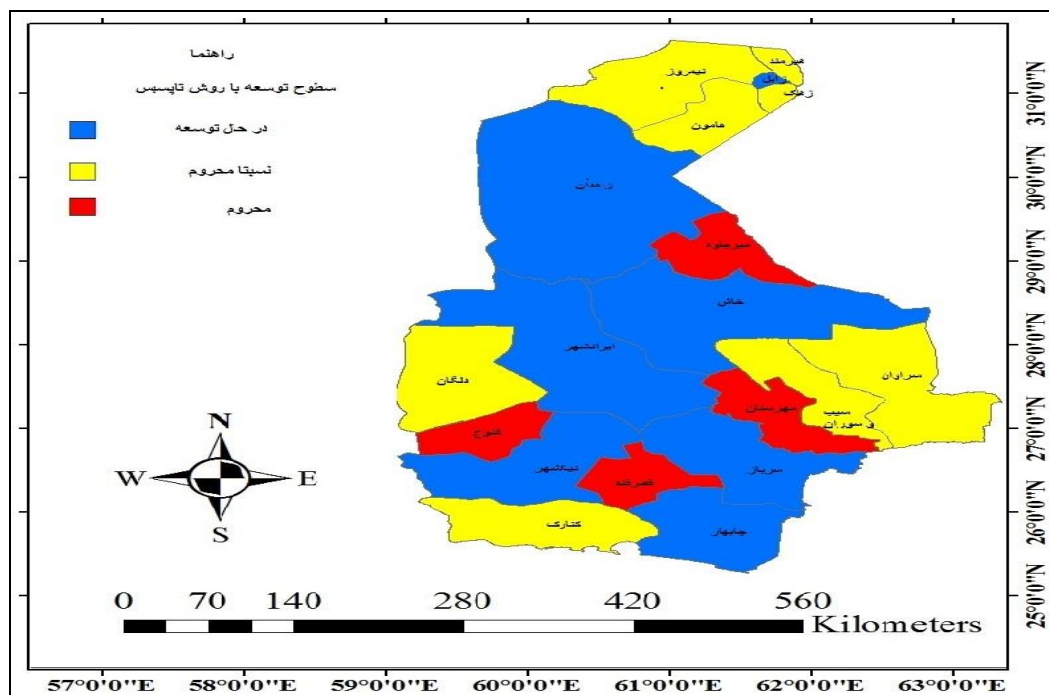 راهنما
سطوح توسعه با روش تاپسیس
در حال توسعه
نسبتا محروم
محروم
هیرمند
نیمروز
زابل
زهک
هامون
زاهدان
میرجاوه
خاش
ایرانشهر
سراوان
دلگان
مهرستان
سیب
و سوران
فنوج
نیکشهر
سرباز
قصرقند
کنارک
چابهار
N
W E
S
0 70 140 280 420 560
Kilometers
57°0'0"E 58°0'0"E 59°0'0"E 60°0'0"E 61°0'0"E 62°0'0"E 63°0'0"E
31°0'0"N
30°0'0"N
29°0'0"N
28°0'0"N
27°0'0"N
26°0'0"N
25°0'0"N